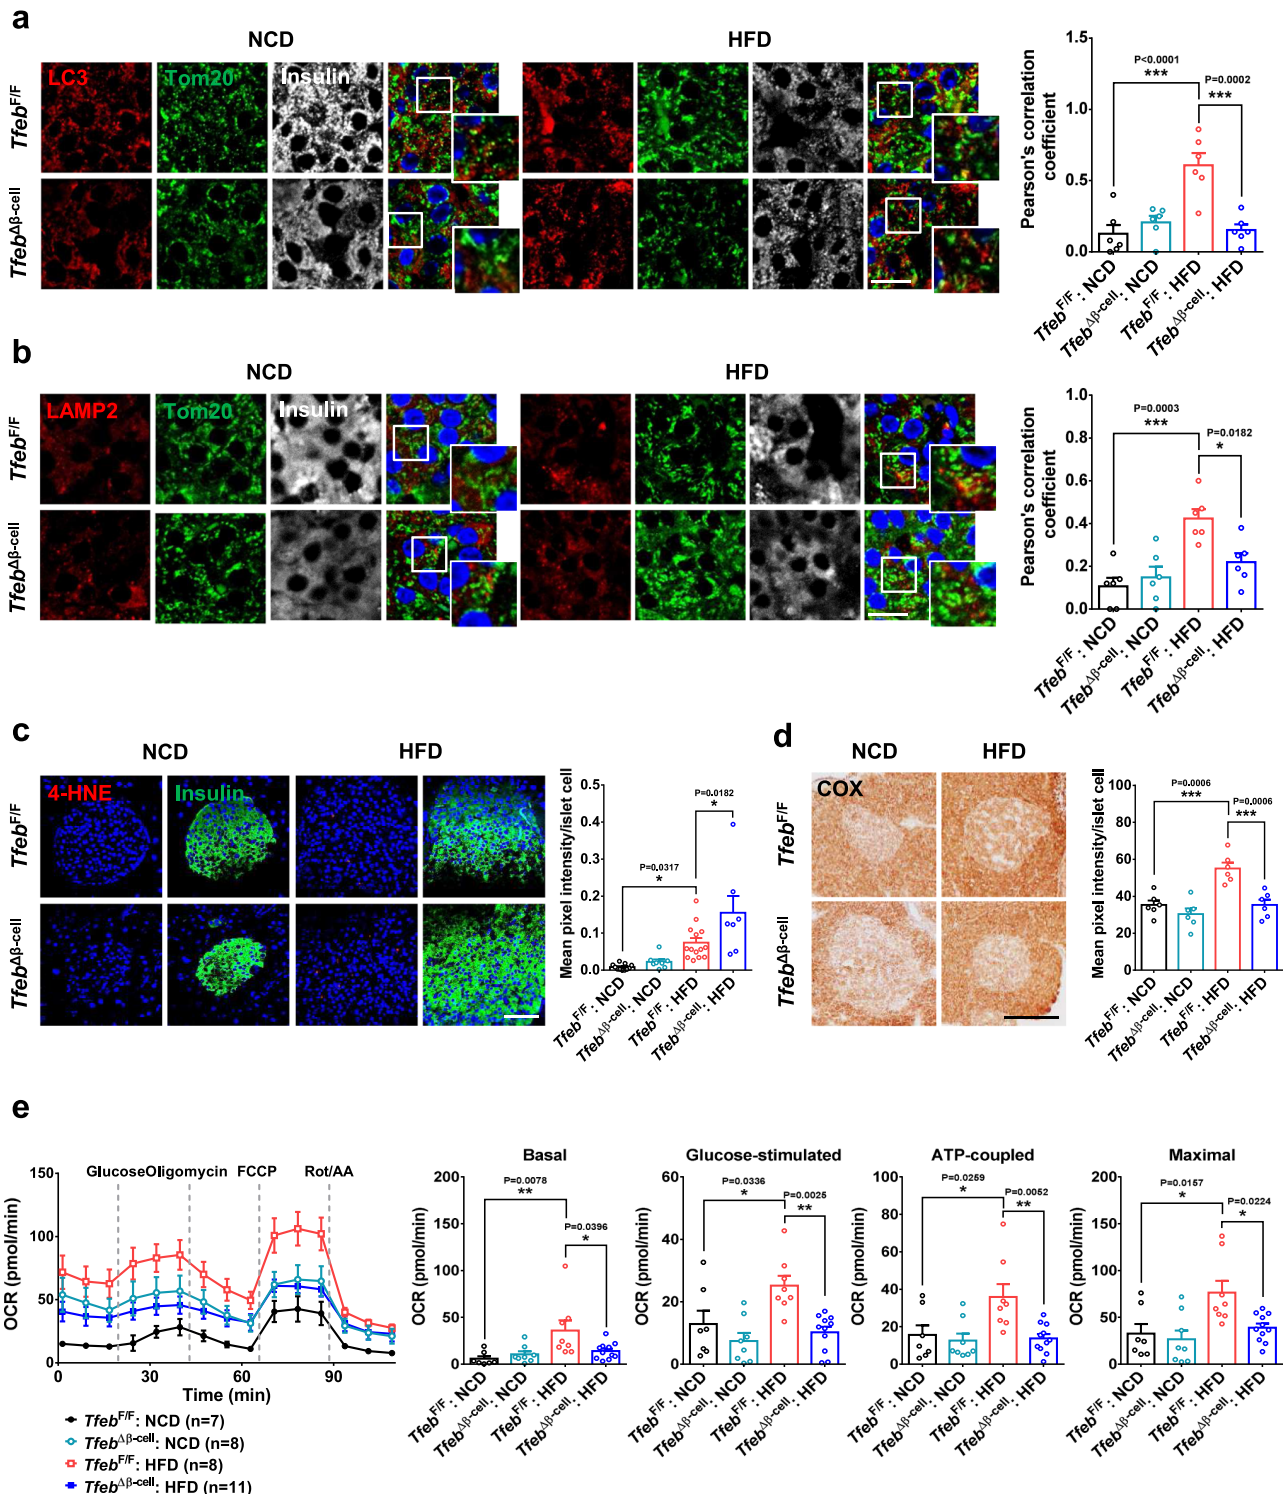 a
NCD
HFD
LC3
Tom20
Insulin
Tfeb^F/F
Tfeb^Δβ-cell
Pearson's correlation
coefficient
1.5
1.0
0.5
0.0
P<0.0001
***
P=0.0002
***
Tfeb^F/F: NCD
Tfeb^Δβ-cell: NCD
Tfeb^F/F: HFD
Tfeb^Δβ-cell: HFD
b
NCD
HFD
LAMP2
Tom20
Insulin
Tfeb^F/F
Tfeb^Δβ-cell
Pearson's correlation
coefficient
1.0
0.8
0.6
0.4
0.2
0.0
P=0.0003
***
P=0.0182
*
Tfeb^F/F: NCD
Tfeb^Δβ-cell: NCD
Tfeb^F/F: HFD
Tfeb^Δβ-cell: HFD
c
NCD
HFD
4-HNE
Insulin
Tfeb^F/F
Tfeb^Δβ-cell
Mean pixel intensity/islet cell
0.5
0.4
0.3
0.2
0.1
0.0
P=0.0317
*
P=0.0182
*
Tfeb^F/F: NCD
Tfeb^Δβ-cell: NCD
Tfeb^F/F: HFD
Tfeb^Δβ-cell: HFD
d
NCD
HFD
COX
Tfeb^F/F
Tfeb^Δβ-cell
Mean pixel intensity/islet cell
100
80
60
40
20
0
P=0.0006
***
P=0.0006
***
Tfeb^F/F: NCD
Tfeb^Δβ-cell: NCD
Tfeb^F/F: HFD
Tfeb^Δβ-cell: HFD
e
OCR (pmol/min)
150
100
50
0
Glucose
Oligomycin
FCCP
Rot/AA
0
30
60
90
Time (min)
Tfeb^F/F: NCD (n=7)
Tfeb^Δβ-cell: NCD (n=8)
Tfeb^F/F: HFD (n=8)
Tfeb^Δβ-cell: HFD (n=11)
Basal
OCR (pmol/min)
200
150
100
50
0
P=0.0078
**
P=0.0396
*
Tfeb^F/F: NCD
Tfeb^Δβ-cell: NCD
Tfeb^F/F: HFD
Tfeb^Δβ-cell: HFD
Glucose-stimulated
OCR (pmol/min)
60
40
20
0
P=0.0336
*
P=0.0025
**
Tfeb^F/F: NCD
Tfeb^Δβ-cell: NCD
Tfeb^F/F: HFD
Tfeb^Δβ-cell: HFD
ATP-coupled
OCR (pmol/min)
100
80
60
40
20
0
P=0.0259
*
P=0.0052
**
Tfeb^F/F: NCD
Tfeb^Δβ-cell: NCD
Tfeb^F/F: HFD
Tfeb^Δβ-cell: HFD
Maximal
OCR (pmol/min)
200
150
100
50
0
P=0.0157
*
P=0.0224
*
Tfeb^F/F: NCD
Tfeb^Δβ-cell: NCD
Tfeb^F/F: HFD
Tfeb^Δβ-cell: HFD